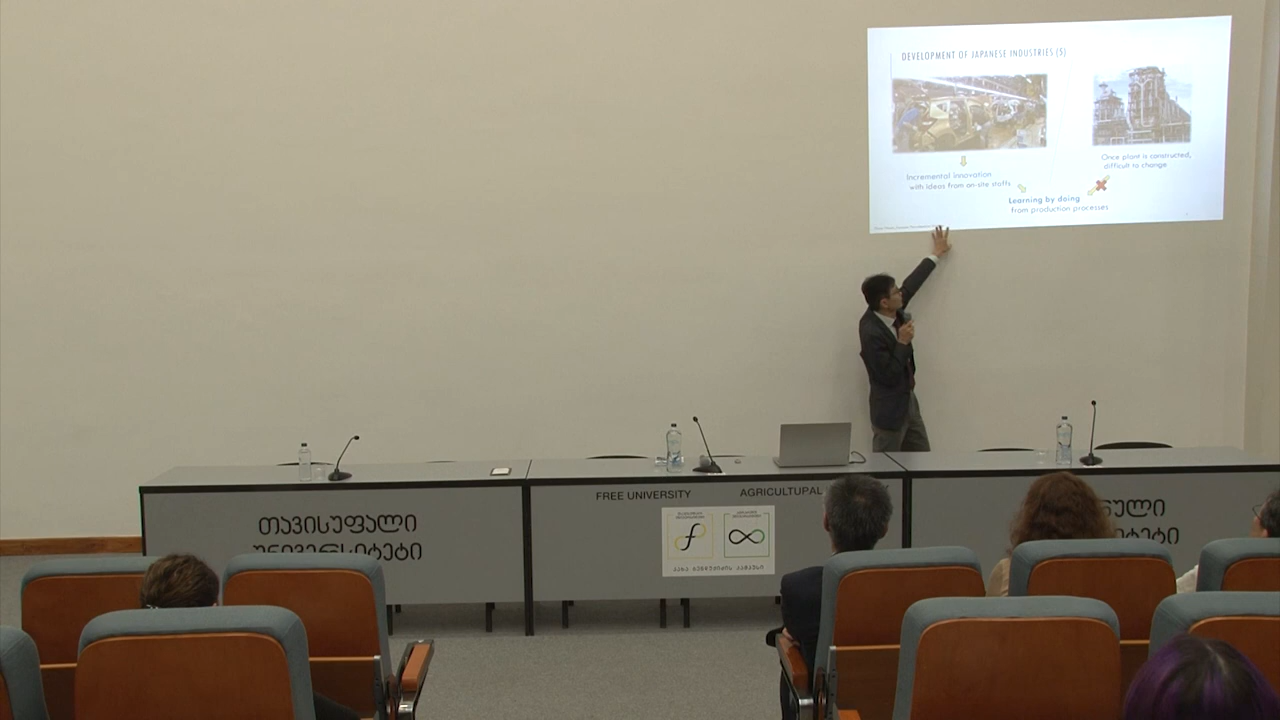 DEVELOPMENT OF JAPANESE INDUSTRIES (5)
Incremental innovation
with ideas from on-site staffs
Once plant is constructed,
difficult to change
Learning by doing
from production processes
FREE UNIVERSITY
AGRICULTURAL
თავისუფალი
უნივერსიტეტი